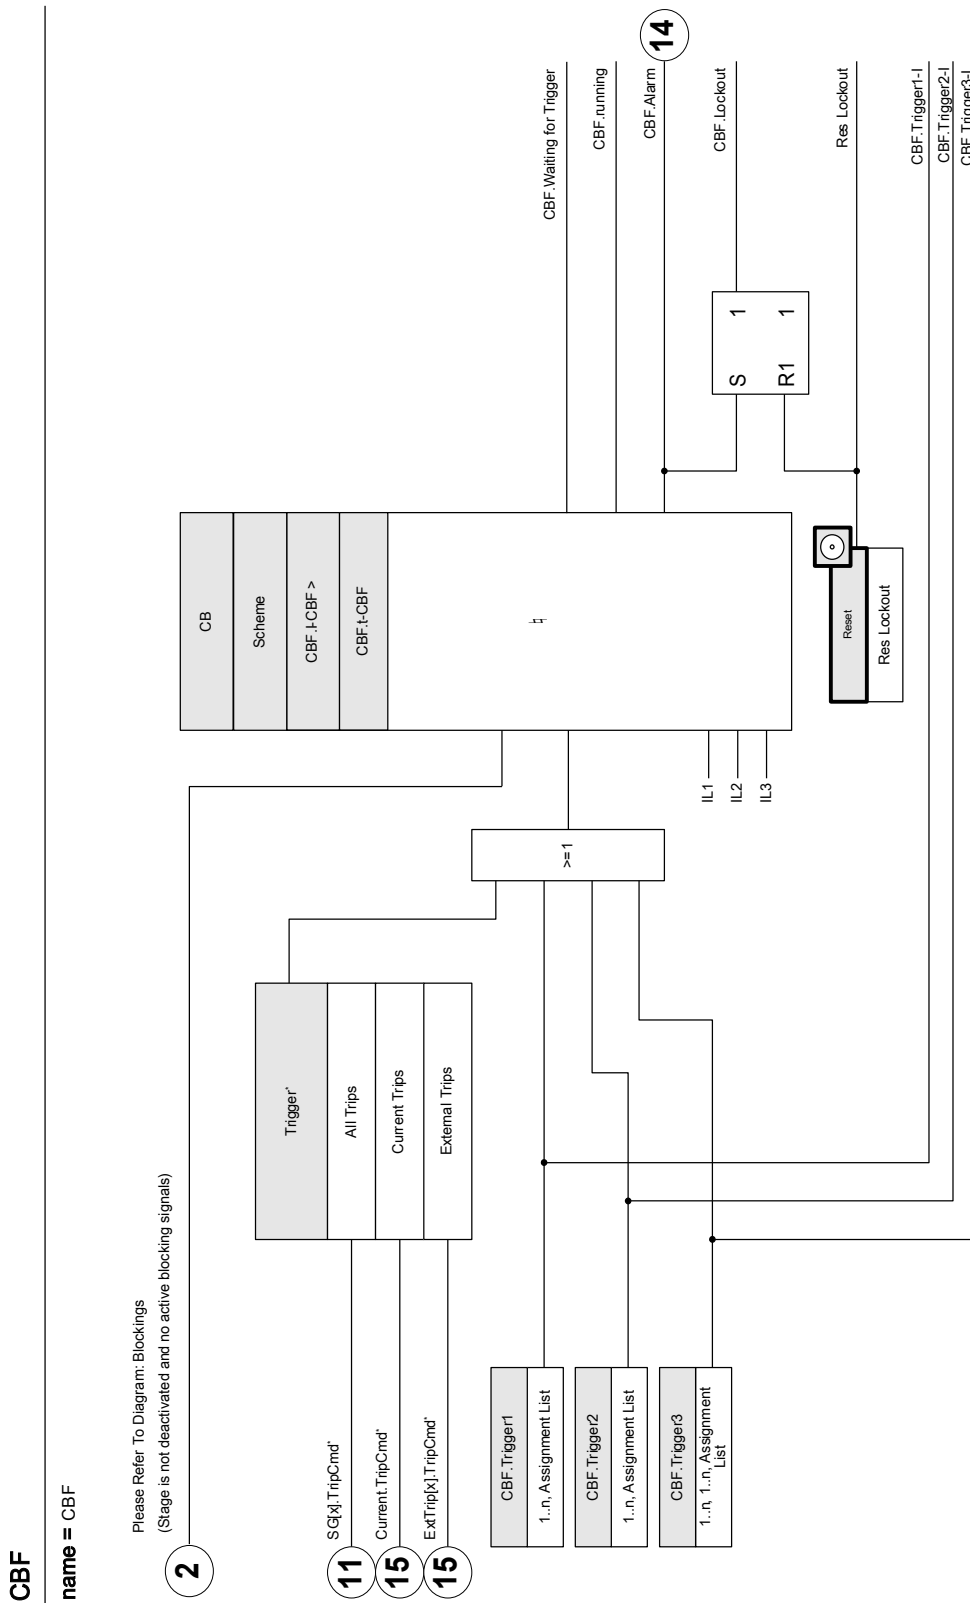 CBF
name = CBF
Please Refer To Diagram: Blockings
(Stage is not deactivated and no active blocking signals)
2
SG[x].TripCmd*
11
Current.TripCmd*
15
ExtTrip[x].TripCmd*
15
Trigger*
All Trips
Current Trips
External Trips
CBF.Trigger1
1..n, Assignment List
CBF.Trigger2
1..n, Assignment List
CBF.Trigger3
1..n, 1..n, Assignment
List
>=1
IL1
IL2
IL3
CB
Scheme
CBF.I-CBF >
CBF.t-CBF
Reset
Res Lockout
S 1
R1 1
CBF.Waiting for Trigger
CBF.running
CBF.Alarm
14
CBF.Lockout
Res Lockout
CBF.Trigger1-I
CBF.Trigger2-I
CBF.Trigger3-I